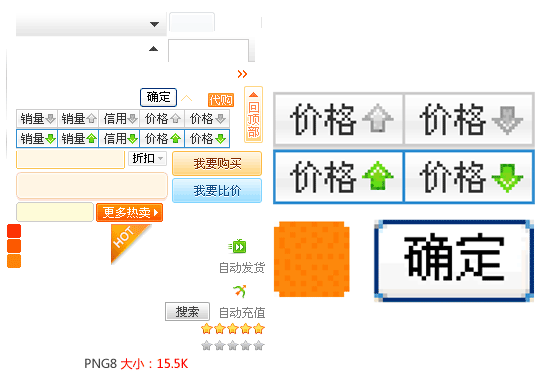 确定
代购
回顶部
销量 销量 信用 价格 价格
销量 销量 信用 价格 价格
折扣
我要购买
我要比价
更多热卖
HOT
自动发货
搜索
自动充值
PNG8 大小：15.5K
价格 价格
价格 价格
确定